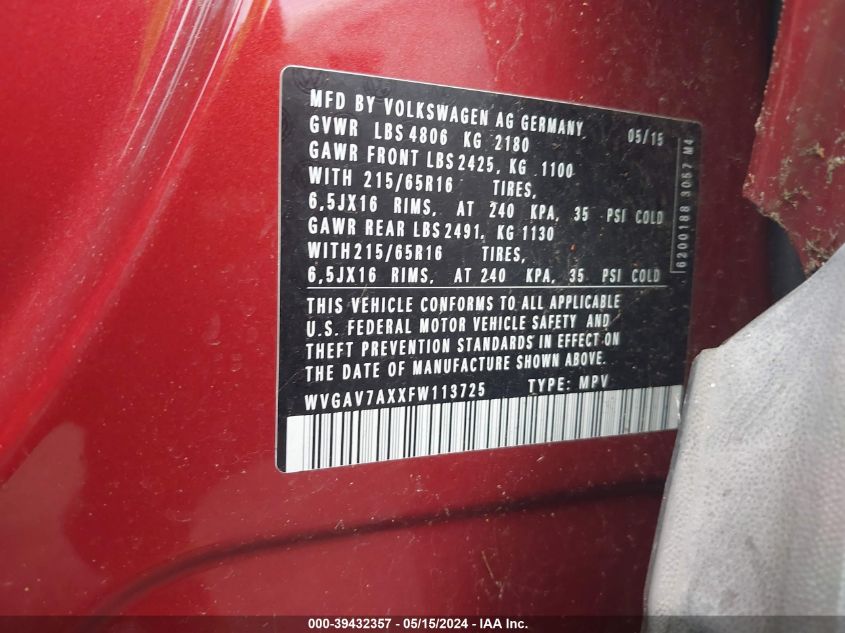 MFD BY VOLKSWAGEN AG GERMANY 05/15
GVWR LBS 4806 KG 2180
GAWR FRONT LBS 2425, KG 1100
WITH 215/65R16 TIRES,
6,5JX16 RIMS, AT 240 KPA, 35 PSI COLD
GAWR REAR LBS 2491, KG 1130
WITH 215/65R16 TIRES,
6,5JX16 RIMS, AT 240 KPA, 35 PSI COLD
THIS VEHICLE CONFORMS TO ALL APPLICABLE
U.S. FEDERAL MOTOR VEHICLE SAFETY AND
THEFT PREVENTION STANDARDS IN EFFECT ON
THE DATE OF MANUFACTURE SHOWN ABOVE.
WVGAV7AXXFW113725 TYPE: MPV
6200188 3057 M4
000-39432357 - 05/15/2024 - IAA Inc.